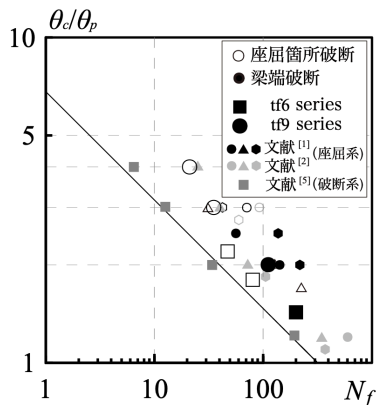 θc/θp
10
5
1
座屈箇所破断
梁端破断
tf6 series
tf9 series
文献[1](座屈系)
文献[2]
文献[5](破断系)
1
10
100
Nf